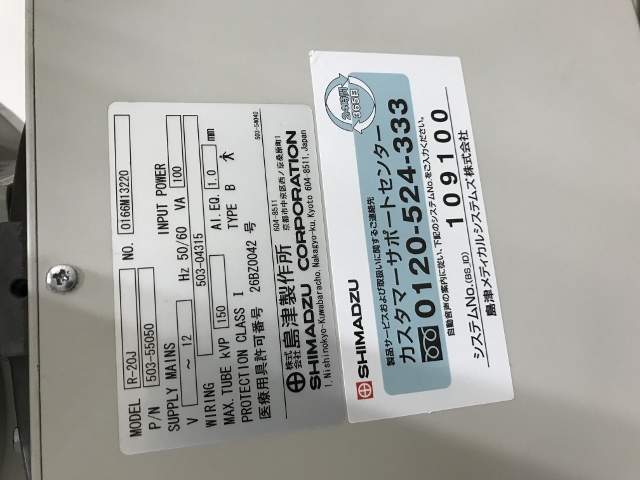 MODEL R-20J NO. 0166M13220
P/N 503-55050
SUPPLY MAINS INPUT POWER
V ～ 12 Hz 50/60 VA 100
WIRING 503-04315
MAX. TUBE kVP 150 Al. EQ. 1.0 mm
PROTECTION CLASS I TYPE B
医療用具許可番号 26BZ0042 号
株式会社 島津製作所 604-8511 京都市中京区西ノ京桑原町1 503-54040
SHIMADZU CORPORATION
1, Nishinokyo-Kuwabaracho, Nakagyo-ku, Kyoto 604-8511, Japan
SHIMADZU
24時間
365日
製品サービスおよび取扱いに関するご連絡先
カスタマーサポートセンター
0120-524-333
自動音声の案内に従い、下記のシステムNo.をご入力ください。
システムNo.(BS_ID) 109100
島津メディカルシステムズ株式会社